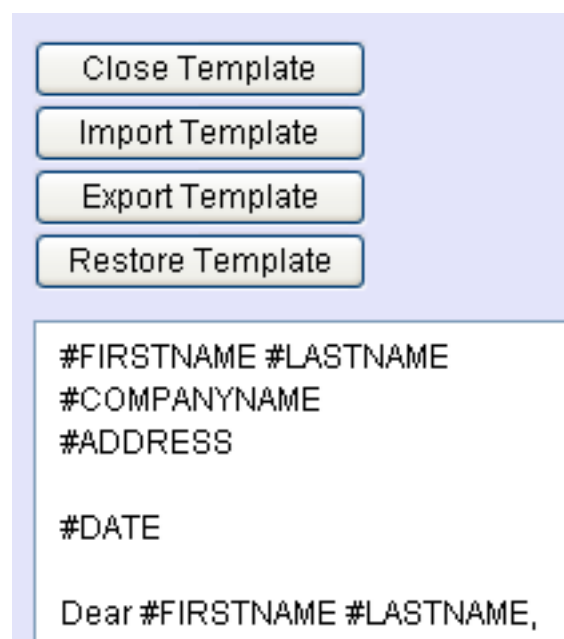 Close Template
Import Template
Export Template
Restore Template
#FIRSTNAME #LASTNAME
#COMPANYNAME
#ADDRESS
#DATE
Dear #FIRSTNAME #LASTNAME,